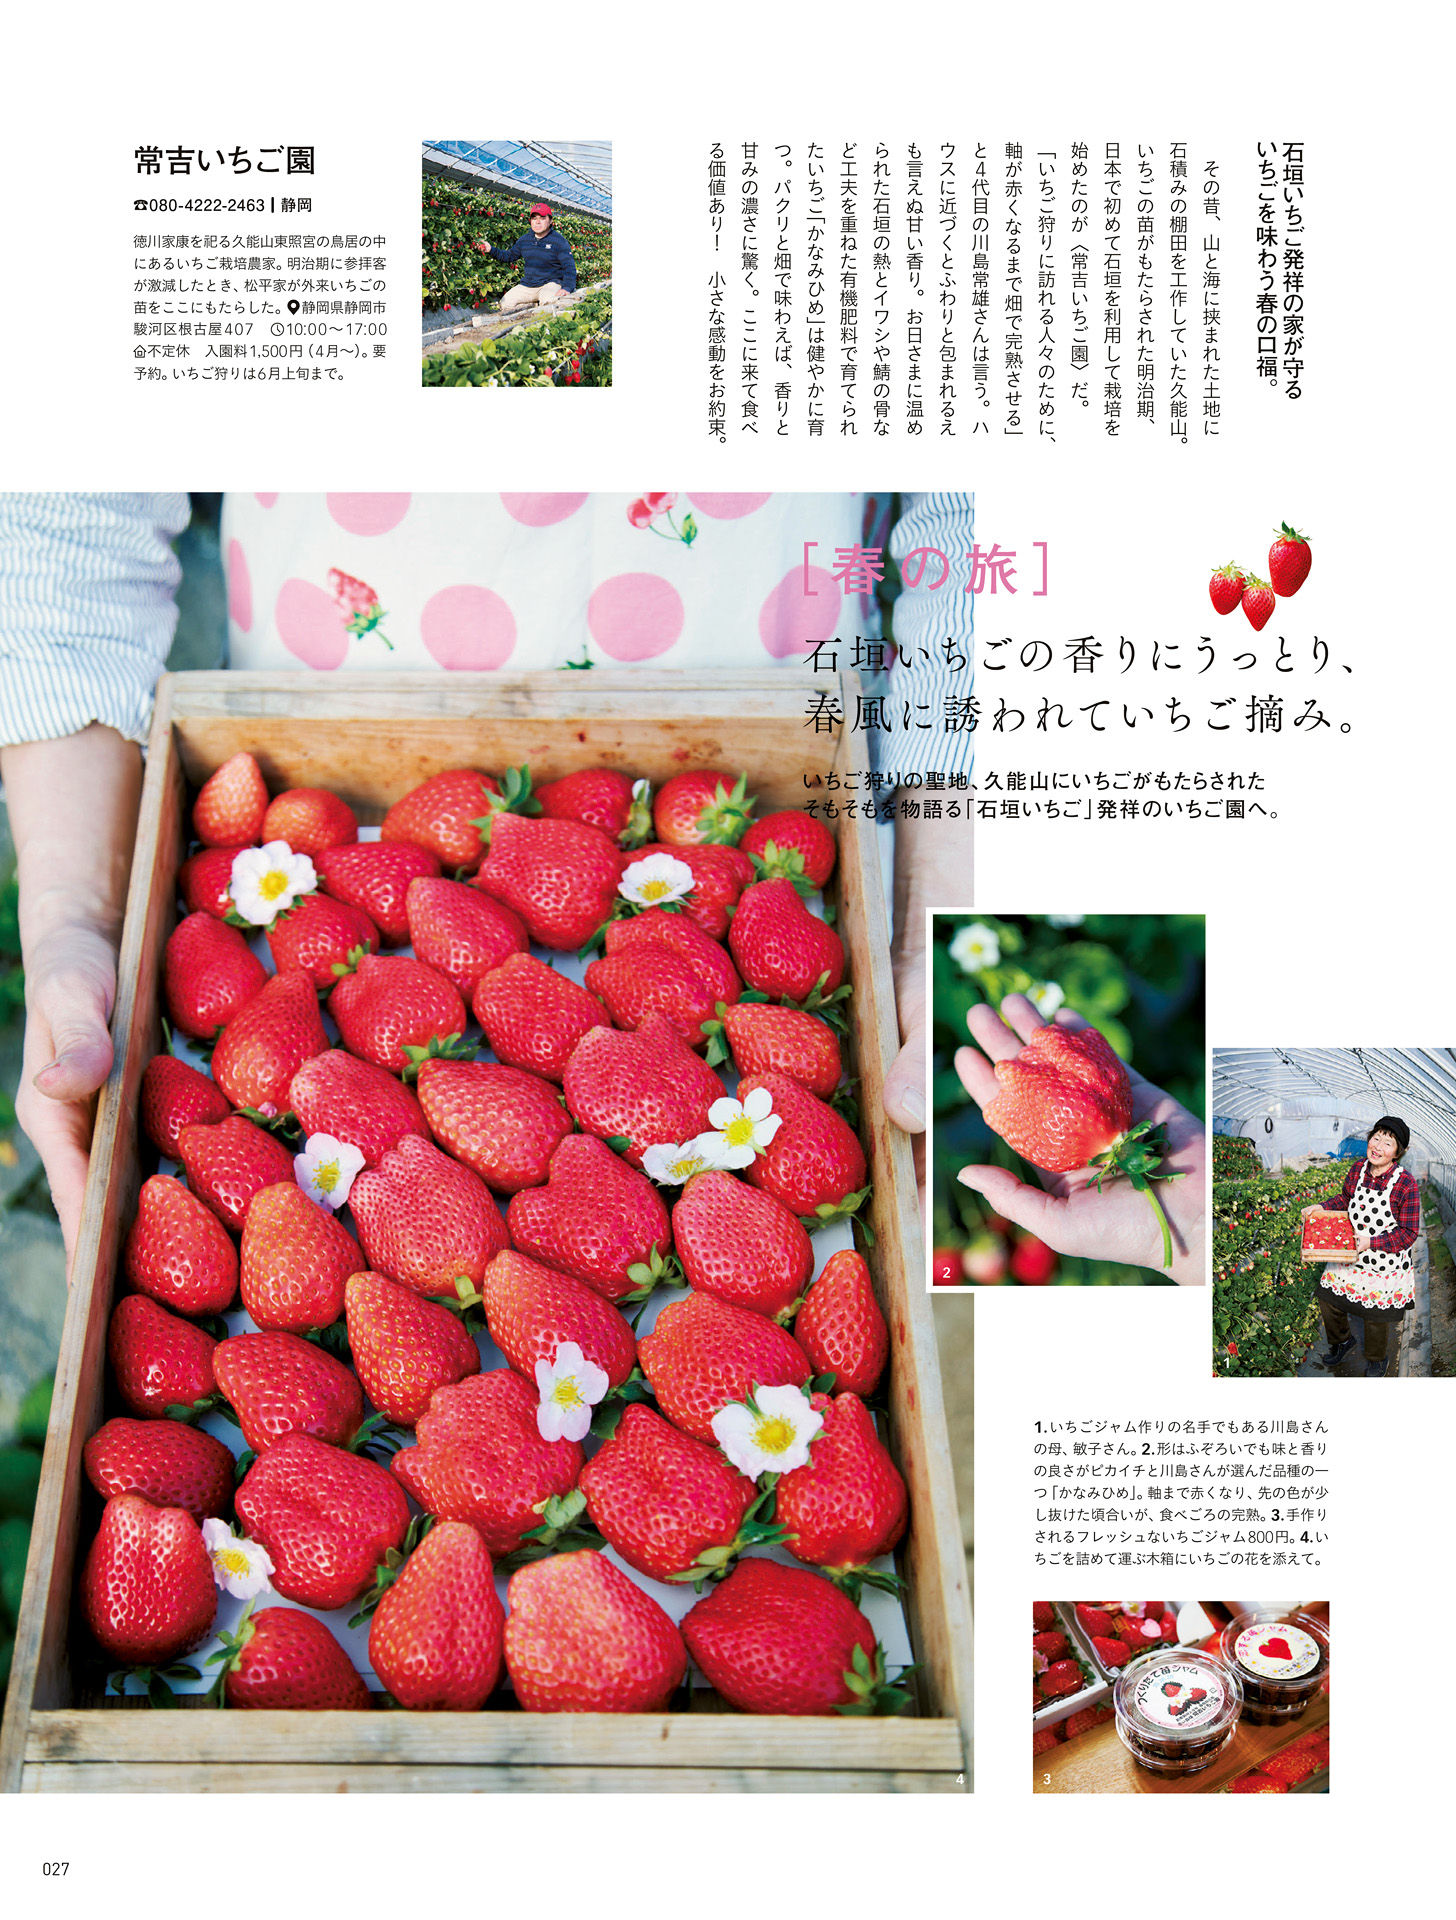 石垣いちご発祥の家が守る
いちごを味わう春の口福。
その昔、山と海に挟まれた土地に
石積みの棚田を工作していた久能山。
いちごの苗がもたらされた明治期、
日本で初めて石垣を利用して栽培を
始めたのが〈常吉いちご園〉だ。
「いちご狩りに訪れる人々のために、
軸が赤くなるまで畑で完熟させる」
と4代目の川島常雄さんは言う。ハ
ウスに近づくとふわりと包まれるえ
も言えぬ甘い香り。お日さまに温め
られた石垣の熱とイワシや鯖の骨な
ど工夫を重ねた有機肥料で育てられ
たいちご「かなみひめ」は健やかに育
つ。パクリと畑で味わえば、香りと
甘みの濃さに驚く。ここに来て食べ
る価値あり！　小さな感動をお約束。
常吉いちご園
☎080-4222-2463 | 静岡
徳川家康を祀る久能山東照宮の鳥居の中
にあるいちご栽培農家。明治期に参拝客
が激減したとき、松平家が外来いちごの
苗をここにもたらした。静岡県静岡市
駿河区根古屋407　10:00〜17:00
不定休　入園料1,500円（4月〜）。要
予約。いちご狩りは6月上旬まで。
［春の旅］
石垣いちごの香りにうっとり、
春風に誘われていちご摘み。
いちご狩りの聖地、久能山にいちごがもたらされた
そもそもを物語る「石垣いちご」発祥のいちご園へ。
2
1
1.いちごジャム作りの名手でもある川島さん
の母、敏子さん。2.形はふぞろいでも味と香り
の良さがピカイチと川島さんが選んだ品種の一
つ「かなみひめ」。軸まで赤くなり、先の色が少
し抜けた頃合いが、食べごろの完熟。3.手作り
されるフレッシュないちごジャム800円。4.い
ちごを詰めて運ぶ木箱にいちごの花を添えて。
つくりたて苺ジャム
4
3
027